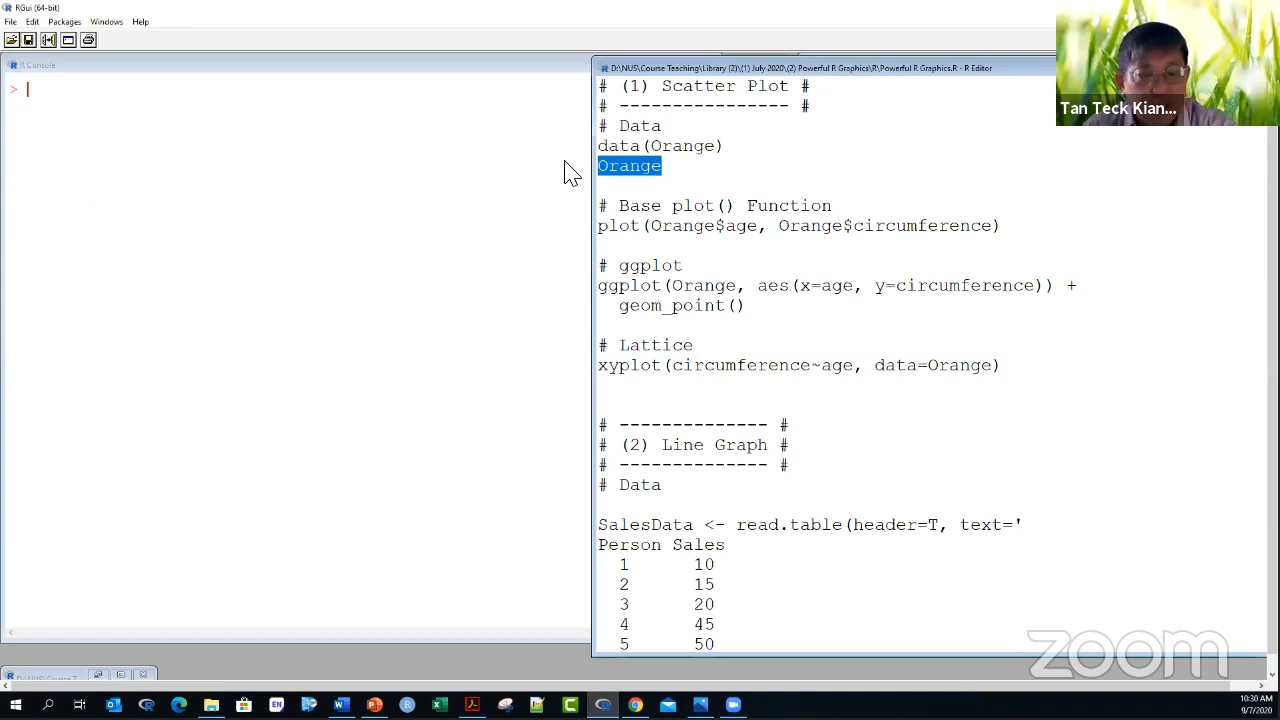 RGui (64-bit)
File Edit Packages Windows Help
R Console
>
D:\NUS\Course Teaching\Library (2)\(1) July 2020\(2) Powerful R Graphics\R\Powerful R Graphics.R - R Editor
# (1) Scatter Plot #
# ---------------- #
# Data
data(Orange)
Orange
# Base plot() Function
plot(Orange$age, Orange$circumference)
# ggplot
ggplot(Orange, aes(x=age, y=circumference)) +
geom_point()
# Lattice
xyplot(circumference~age, data=Orange)
# -------------- #
# (2) Line Graph #
# -------------- #
# Data
SalesData <- read.table(header=T, text='
Person Sales
1 10
2 15
3 20
4 45
5 50
Tan Teck Kian...
zoom
D:\NUS\Course T...
EN
10:30 AM
9/7/2020